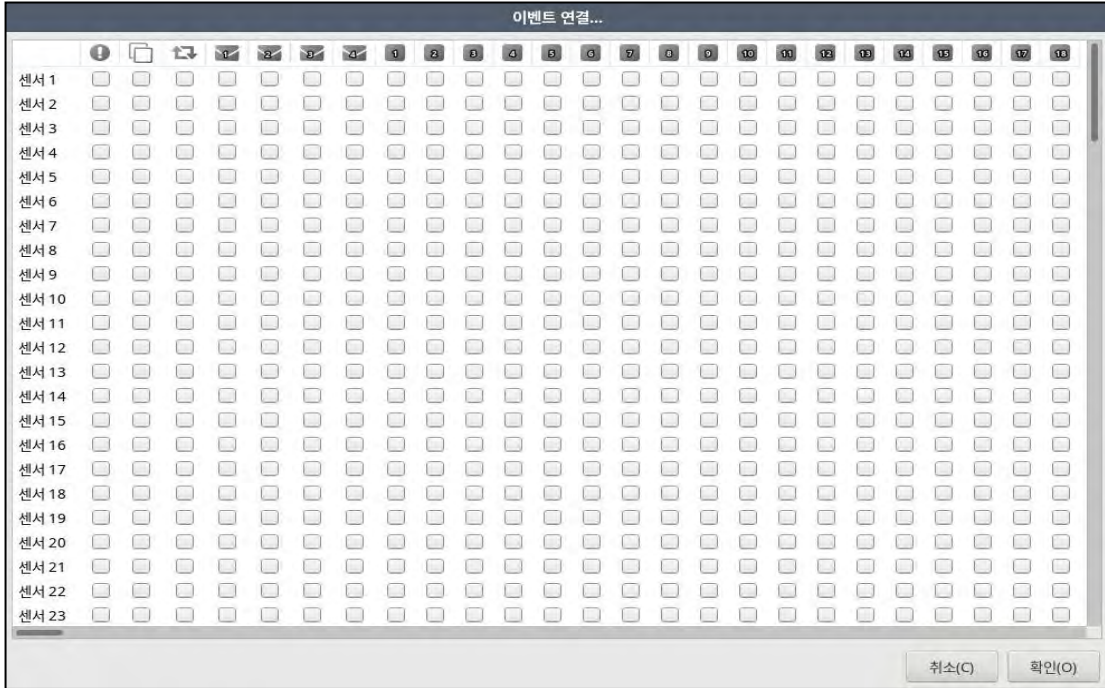 이벤트 연결...
1 2 3 4 1 2 3 4 5 6 7 8 9 10 11 12 13 14 15 16 17 18
센서 1
센서 2
센서 3
센서 4
센서 5
센서 6
센서 7
센서 8
센서 9
센서 10
센서 11
센서 12
센서 13
센서 14
센서 15
센서 16
센서 17
센서 18
센서 19
센서 20
센서 21
센서 22
센서 23
취소(C) 확인(O)